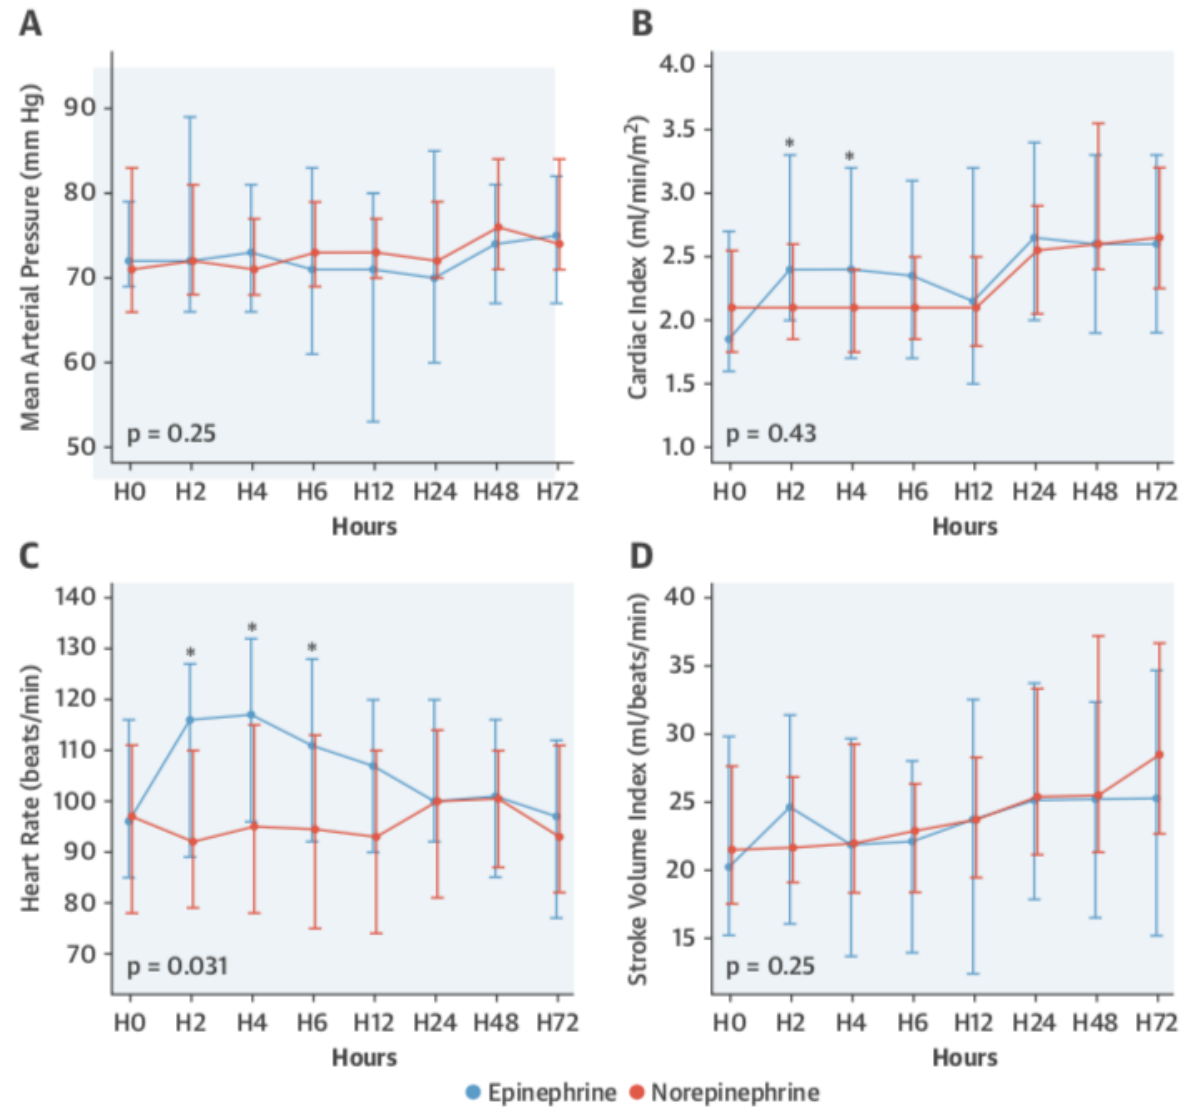 A
Mean Arterial Pressure (mm Hg)
90
80
70
60
50
p = 0.25
H0 H2 H4 H6 H12 H24 H48 H72
Hours
B
Cardiac Index (ml/min/m²)
4.0
3.5
3.0
2.5
2.0
1.5
1.0
* *
p = 0.43
H0 H2 H4 H6 H12 H24 H48 H72
Hours
C
Heart Rate (beats/min)
140
130
120
110
100
90
80
70
* * *
p = 0.031
H0 H2 H4 H6 H12 H24 H48 H72
Hours
D
Stroke Volume Index (ml/beats/min)
40
35
30
25
20
15
p = 0.25
H0 H2 H4 H6 H12 H24 H48 H72
Hours
Epinephrine Norepinephrine